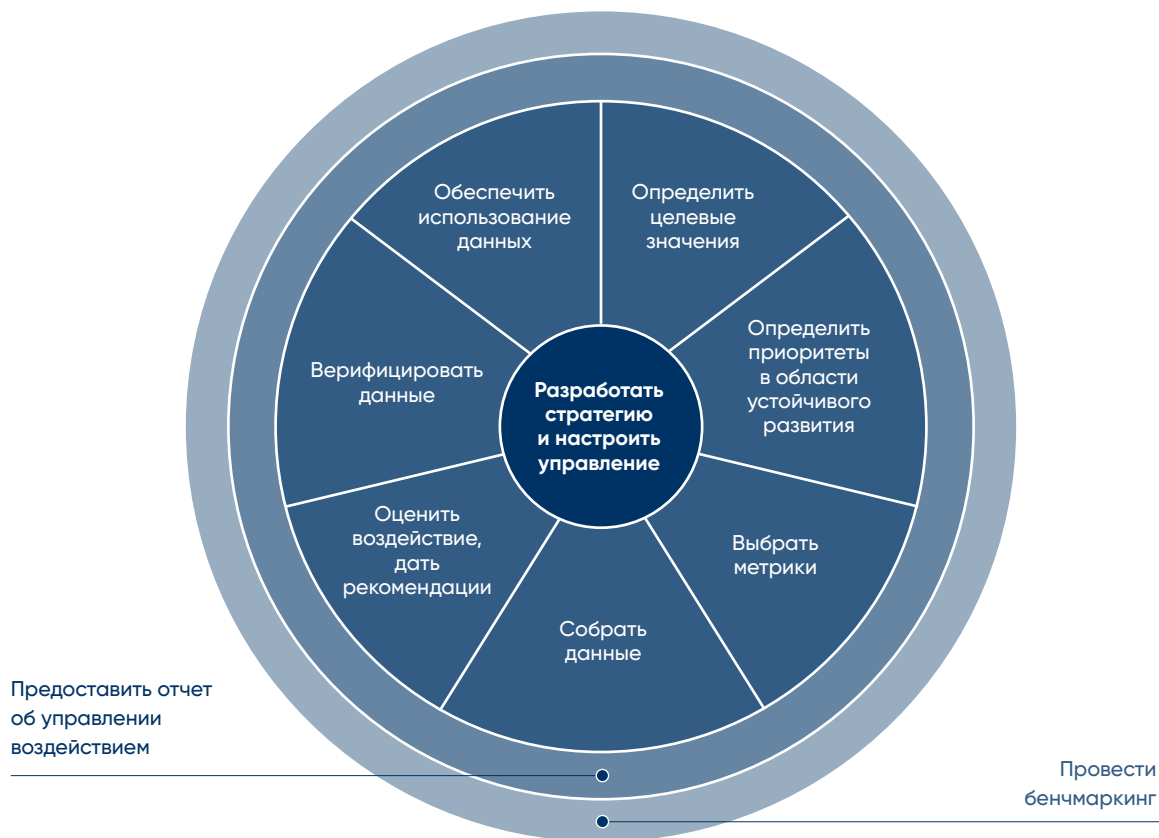 Обеспечить
использование
данных
Определить
целевые
значения
Определить
приоритеты
в области
устойчивого
развития
Верифицировать
данные
Разработать
стратегию
и настроить
управление
Оценить
воздействие,
дать
рекомендации
Выбрать
метрики
Собрать
данные
Предоставить отчет
об управлении
воздействием
Провести
бенчмаркинг